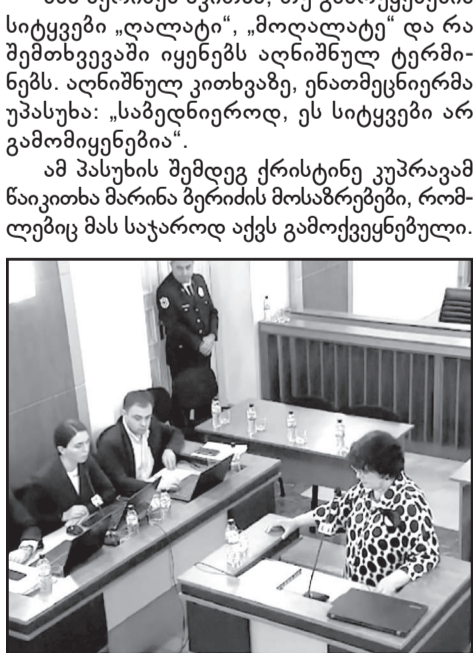 სიტყვები „ღალატი“, „მოღალატე“ და რა
შემთხვევაში იყენებს აღნიშნულ ტერმი-
ნებს. აღნიშნულ კითხვაზე, ენათმეცნიერმა
უპასუხა: „საბედნიეროდ, ეს სიტყვები არ
გამომიყენებია“.
ამ პასუხის შემდეგ ქრისტინე კუპრავამ
წაიკითხა მარინა ბერიძის მოსაზრებები, რომ-
ლებიც მას საჯაროდ აქვს გამოქვეყნებული.